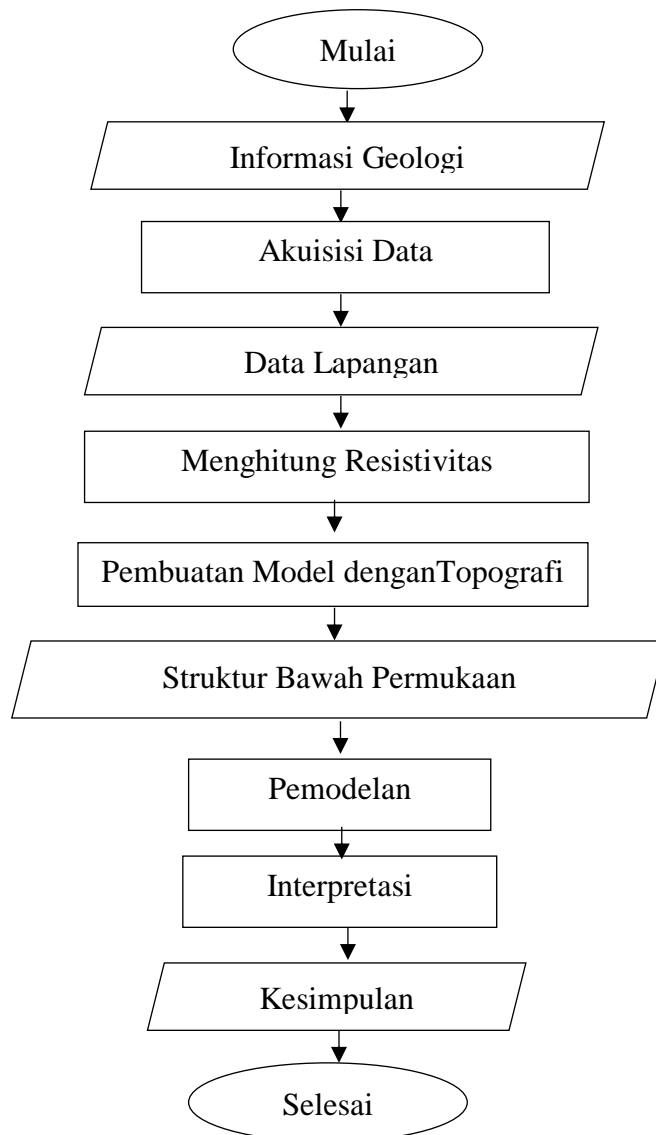 Mulai
Informasi Geologi
Akuisisi Data
Data Lapangan
Menghitung Resistivitas
Pembuatan Model denganTopografi
Struktur Bawah Permukaan
Pemodelan
Interpretasi
Kesimpulan
Selesai